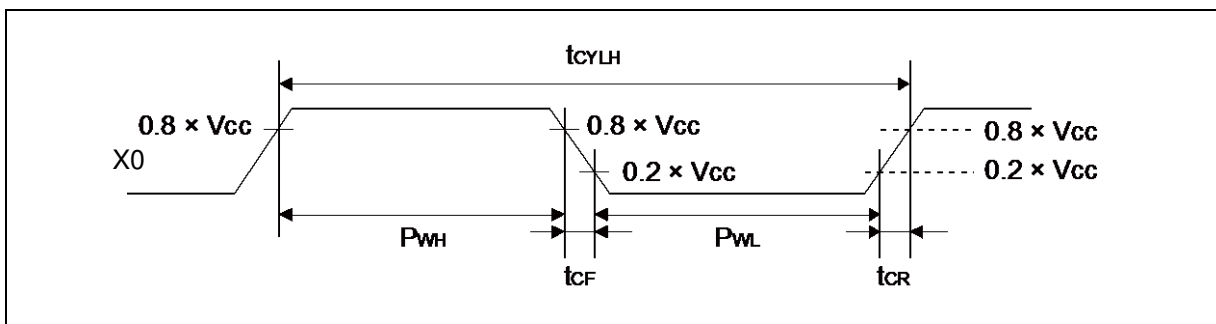 tCYLH
0.8 × Vcc
0.8 × Vcc
0.8 × Vcc
X0
0.2 × Vcc
0.2 × Vcc
PWH
PWL
tCF
tCR